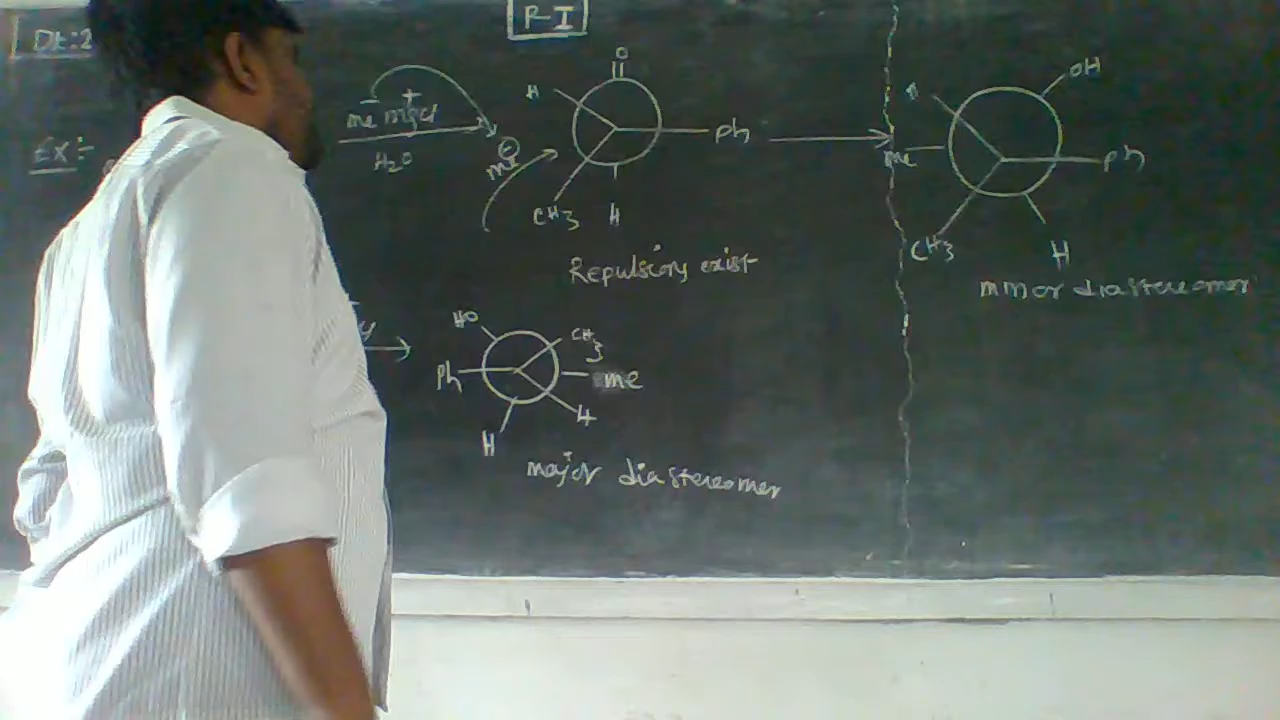 R-I
Dt:2
Ex:-
me⁻ mgcl⁺
H₂O
me⊖
O
H
Ph
CH₃
H
Repulsion exist
OH
me
Ph
CH₃
H
minor diastereomer
HO
CH₃
Ph
me
H
H
major diastereomer